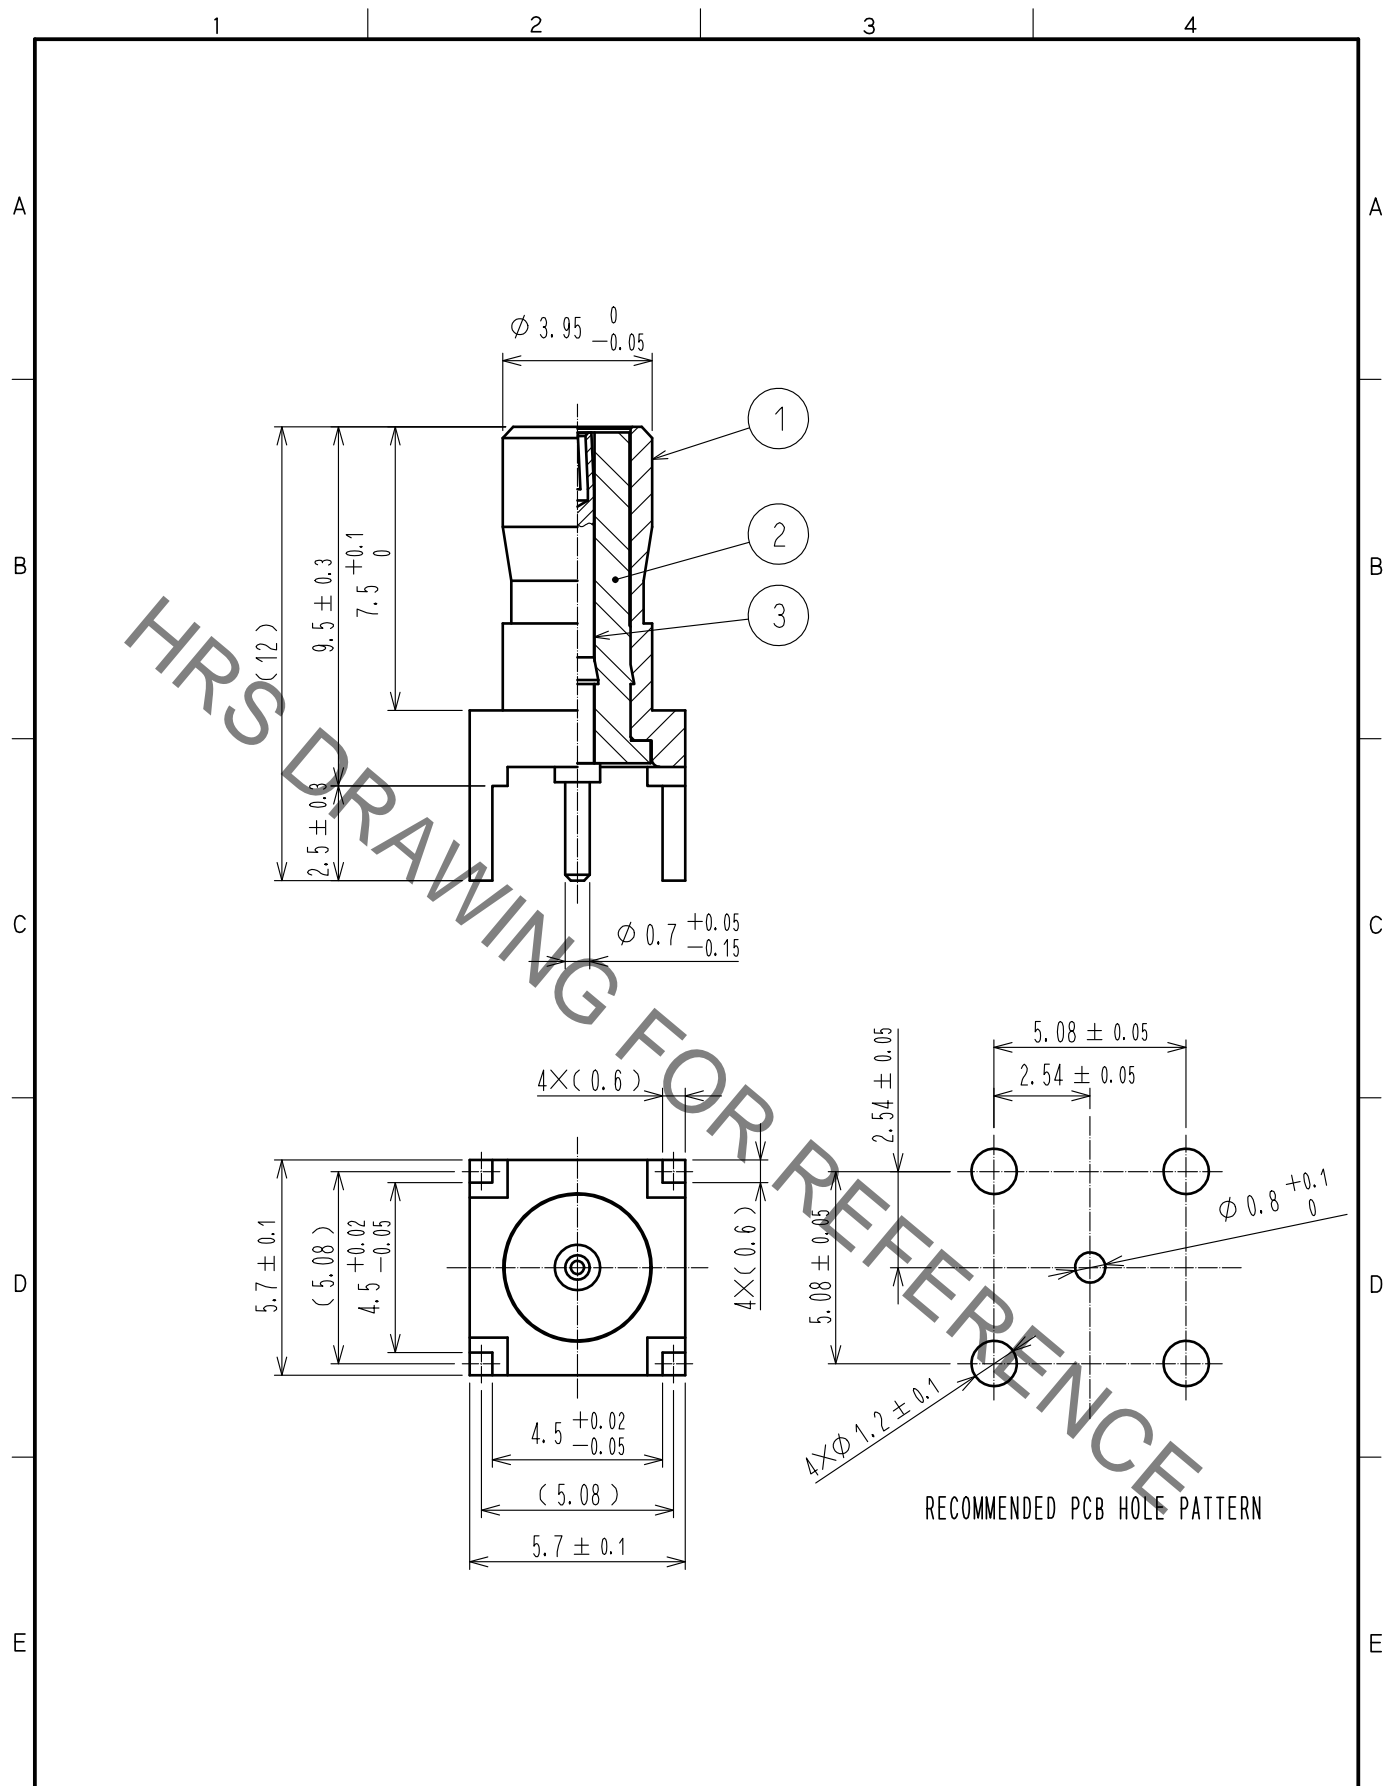 1 2 3 4
A A
Ø 3.95 0 −0.05
1
2
B B
3
(12)
9.5 ± 0.3
7.5 +0.1 0
2.5 ± 0.3
C C
Ø 0.7 +0.05 −0.15
HRS DRAWING FOR REFERENCE
5.08 ± 0.05
2.54 ± 0.05
2.54 ± 0.05
4×(0.6)
4×(0.6)
5.08 ± 0.05
Ø 0.8 +0.1 0
D D
5.7 ± 0.1
(5.08)
4.5 +0.02 −0.05
4×Ø1.2 ± 0.1
4.5 +0.02 −0.05
(5.08)
5.7 ± 0.1
RECOMMENDED PCB HOLE PATTERN
E E